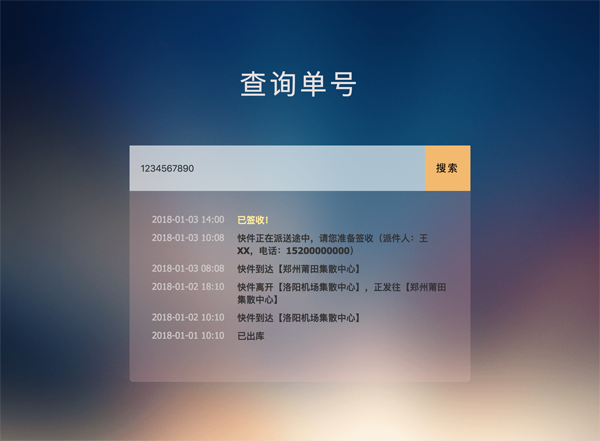 查询单号
1234567890 搜索
2018-01-03 14:00 已签收!
2018-01-03 10:08 快件正在派送途中，请您准备签收（派件人：王
XX，电话：15200000000）
2018-01-03 08:08 快件到达【郑州莆田集散中心】
2018-01-02 18:10 快件离开【洛阳机场集散中心】，正发往【郑州莆田
集散中心】
2018-01-02 10:10 快件到达【洛阳机场集散中心】
2018-01-01 10:10 已出库